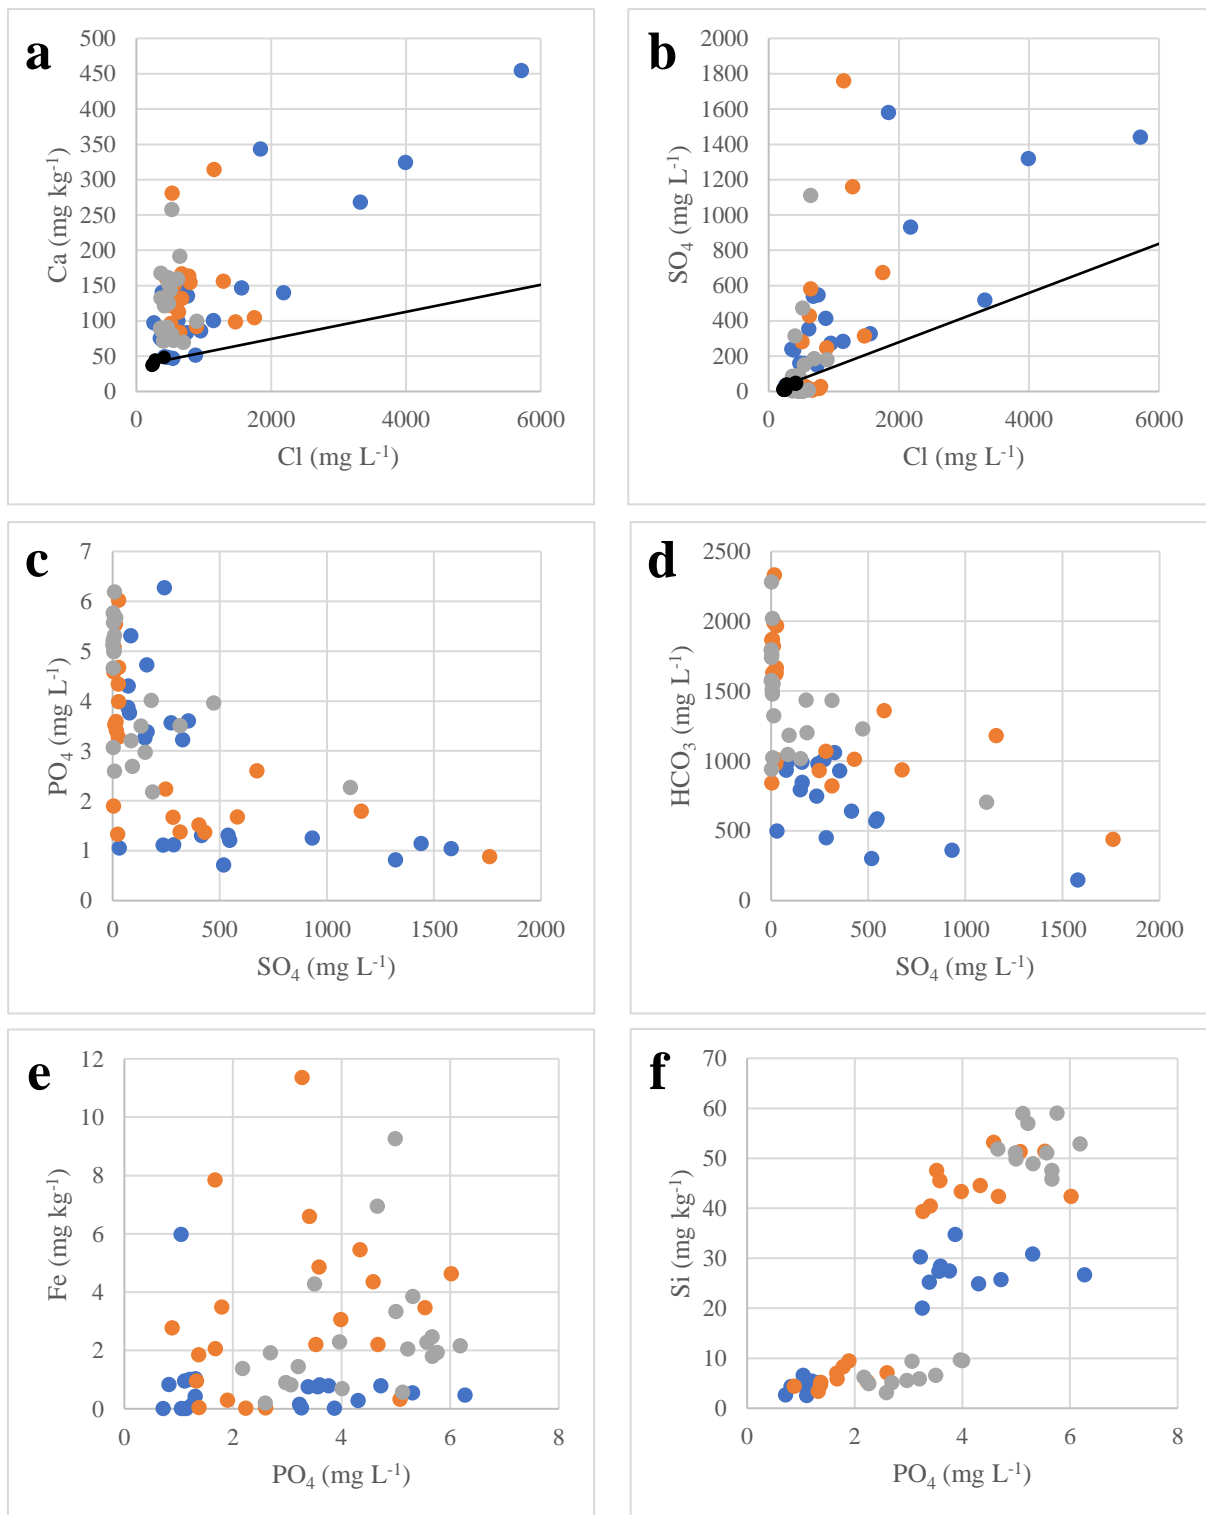 a
500
450
400
350
300
250
200
150
100
50
0
Ca (mg kg-1)
0 2000 4000 6000
Cl (mg L-1)
b
2000
1800
1600
1400
1200
1000
800
600
400
200
0
SO4 (mg L-1)
0 2000 4000 6000
Cl (mg L-1)
c
7
6
5
4
3
2
1
0
PO4 (mg L-1)
0 500 1000 1500 2000
SO4 (mg L-1)
d
2500
2000
1500
1000
500
0
HCO3 (mg L-1)
0 500 1000 1500 2000
SO4 (mg L-1)
e
12
10
8
6
4
2
0
Fe (mg kg-1)
0 2 4 6 8
PO4 (mg L-1)
f
70
60
50
40
30
20
10
0
Si (mg kg-1)
0 2 4 6 8
PO4 (mg L-1)